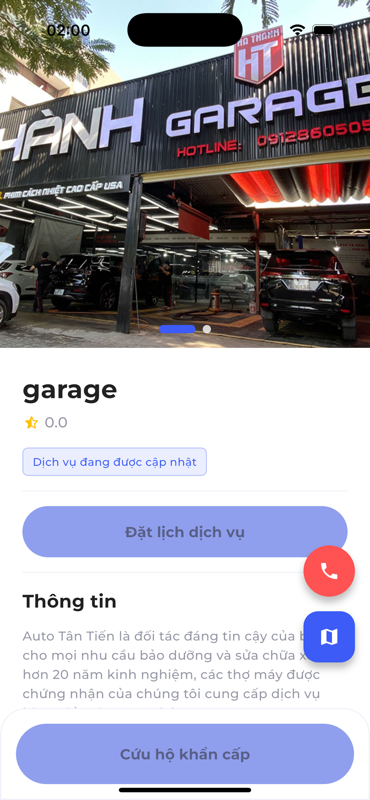 02:00
HÀ THÀNH
HT
HÀNH GARAGE
HOTLINE: 0912860505
PHIM CÁCH NHIỆT CAO CẤP USA
garage
0.0
Dịch vụ đang được cập nhật
Đặt lịch dịch vụ
Thông tin
Auto Tân Tiến là đối tác đáng tin cậy của b
cho mọi nhu cầu bảo dưỡng và sửa chữa x
hơn 20 năm kinh nghiệm, các thợ máy được
chứng nhận của chúng tôi cung cấp dịch vụ
Cứu hộ khẩn cấp